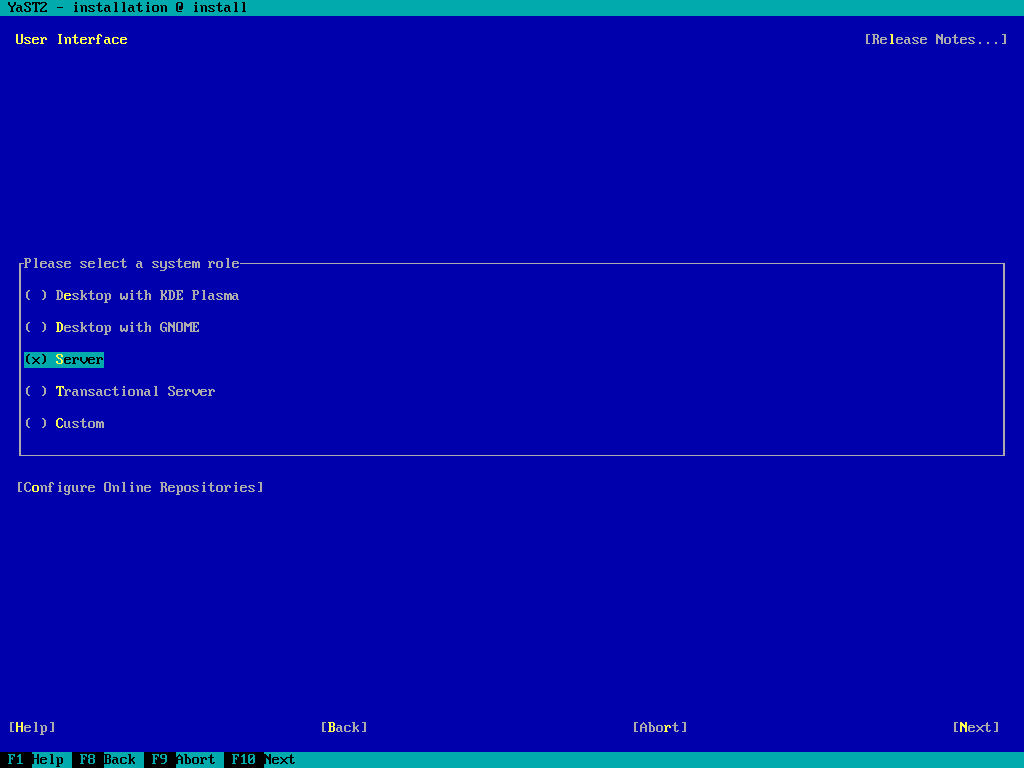 YaST2 - installation @ install
User Interface [Release Notes...]
Please select a system role
( ) Desktop with KDE Plasma
( ) Desktop with GNOME
(x) Server
( ) Transactional Server
( ) Custom
[Configure Online Repositories]
[Help] [Back] [Abort] [Next]
F1 Help F8 Back F9 Abort F10 Next